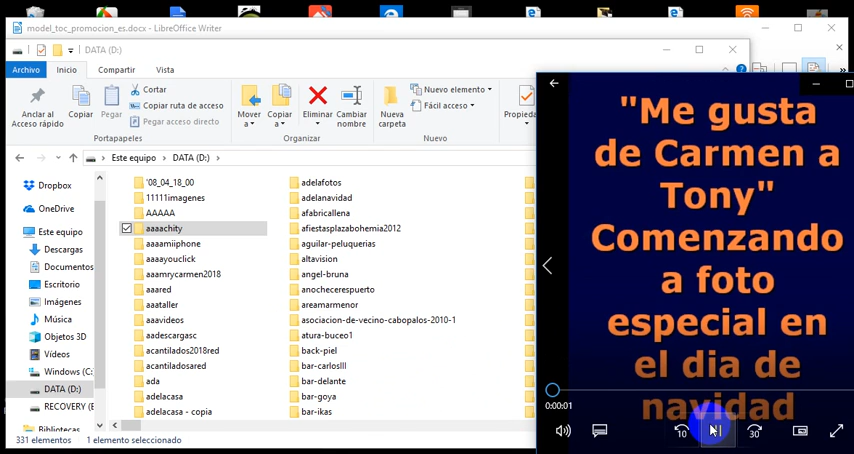 model_toc_promocion_es.docx - LibreOffice Writer
DATA (D:)
Archivo
Inicio
Compartir
Vista
Anclar al
Acceso rápido
Copiar
Pegar
Cortar
Copiar ruta de acceso
Pegar acceso directo
Portapapeles
Mover
a
Copiar
a
Eliminar
Cambiar
nombre
Organizar
Nueva
carpeta
Nuevo elemento
Fácil acceso
Nuevo
Propieda
Este equipo > DATA (D:) >
Dropbox
OneDrive
Este equipo
Descargas
Documentos
Escritorio
Imágenes
Música
Objetos 3D
Vídeos
Windows (C:
DATA (D:)
RECOVERY (E
Bibliotecas
'08_04_18_00
11111imagenes
AAAAA
aaaachity
aaaamiiphone
aaaayouclick
aaamrycarmen2018
aaared
aaataller
aaavideos
aadescargasc
acantilados2018red
acantiladosared
ada
adelacasa
adelacasa - copia
adelafotos
adelanavidad
afabricallena
afiestasplazabohemia2012
aguilar-peluquerias
altavision
angel-bruna
anochecerespuerto
areamarmenor
asociacion-de-vecino-cabopalos-2010-1
atura-buceo1
back-piel
bar-carlosIII
bar-delante
bar-goya
bar-ikas
331 elementos
1 elemento seleccionado
"Me gusta
de Carmen a
Tony"
Comenzando
a foto
especial en
el dia de
navidad
0:00:01
10
30